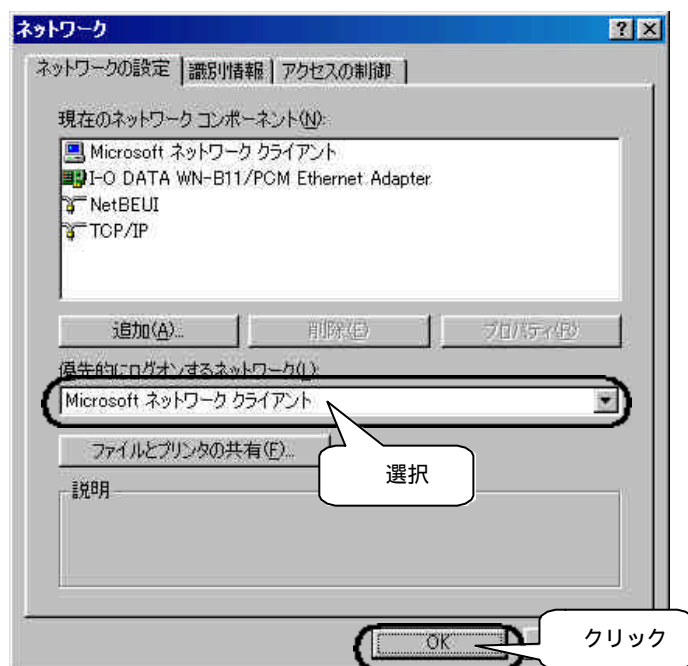 ネットワーク
ネットワークの設定 識別情報 アクセスの制御
現在のネットワーク コンポーネント(N):
Microsoft ネットワーク クライアント
I-O DATA WN-B11/PCM Ethernet Adapter
NetBEUI
TCP/IP
追加(A)... 削除(E) プロパティ(R)
優先的にログオンするネットワーク(L):
Microsoft ネットワーク クライアント
ファイルとプリンタの共有(F)...
選択
説明
OK
クリック